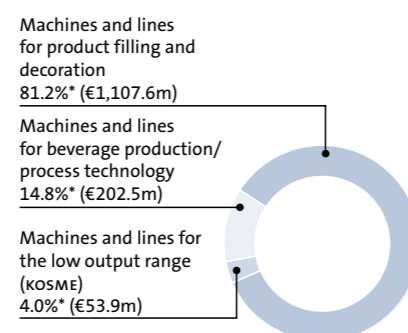 Machines and lines
for product filling and
decoration
81.2%* (€1,107.6m)
Machines and lines
for beverage production/
process technology
14.8%* (€202.5m)
Machines and lines for
the low output range
(KOSME)
4.0%* (€53.9m)